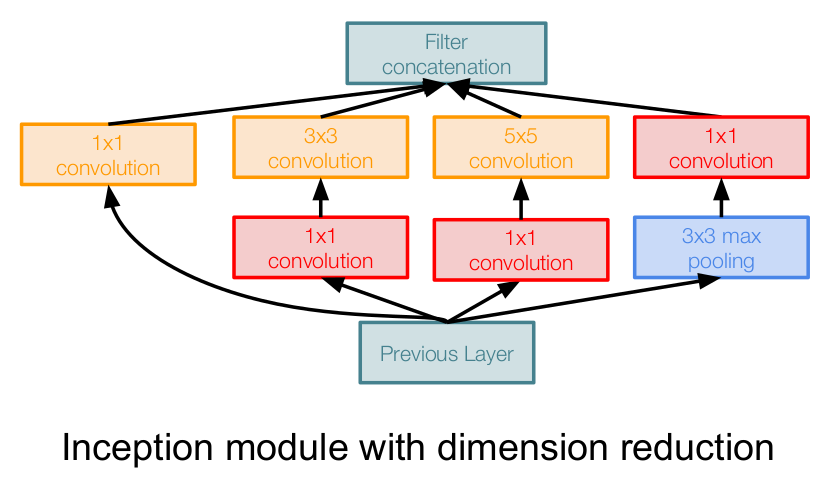 Filter
concatenation
1x1
convolution
3x3
convolution
5x5
convolution
1x1
convolution
1x1
convolution
1x1
convolution
3x3 max
pooling
Previous Layer
Inception module with dimension reduction